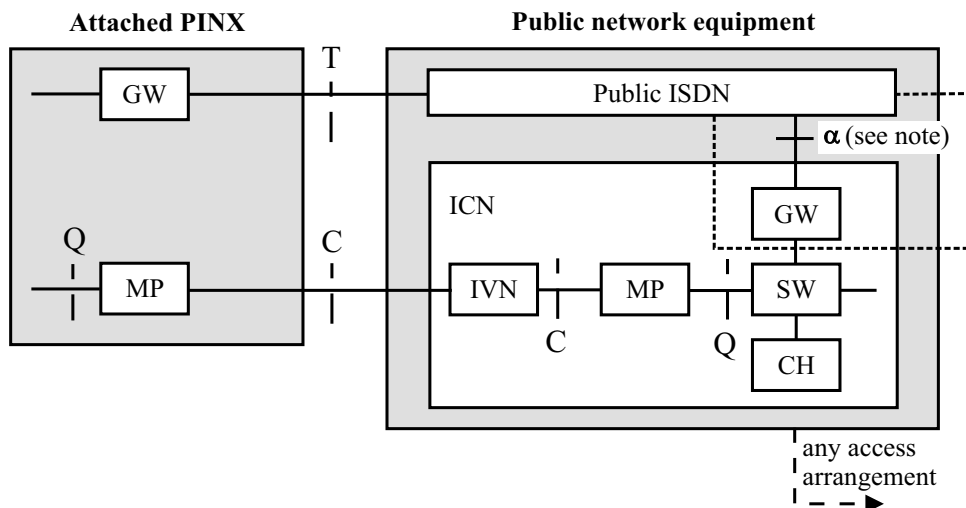 Attached PINX
Public network equipment
T
GW
Public ISDN
α (see note)
ICN
GW
Q
C
MP
IVN
MP
SW
C
Q
CH
any access
arrangement